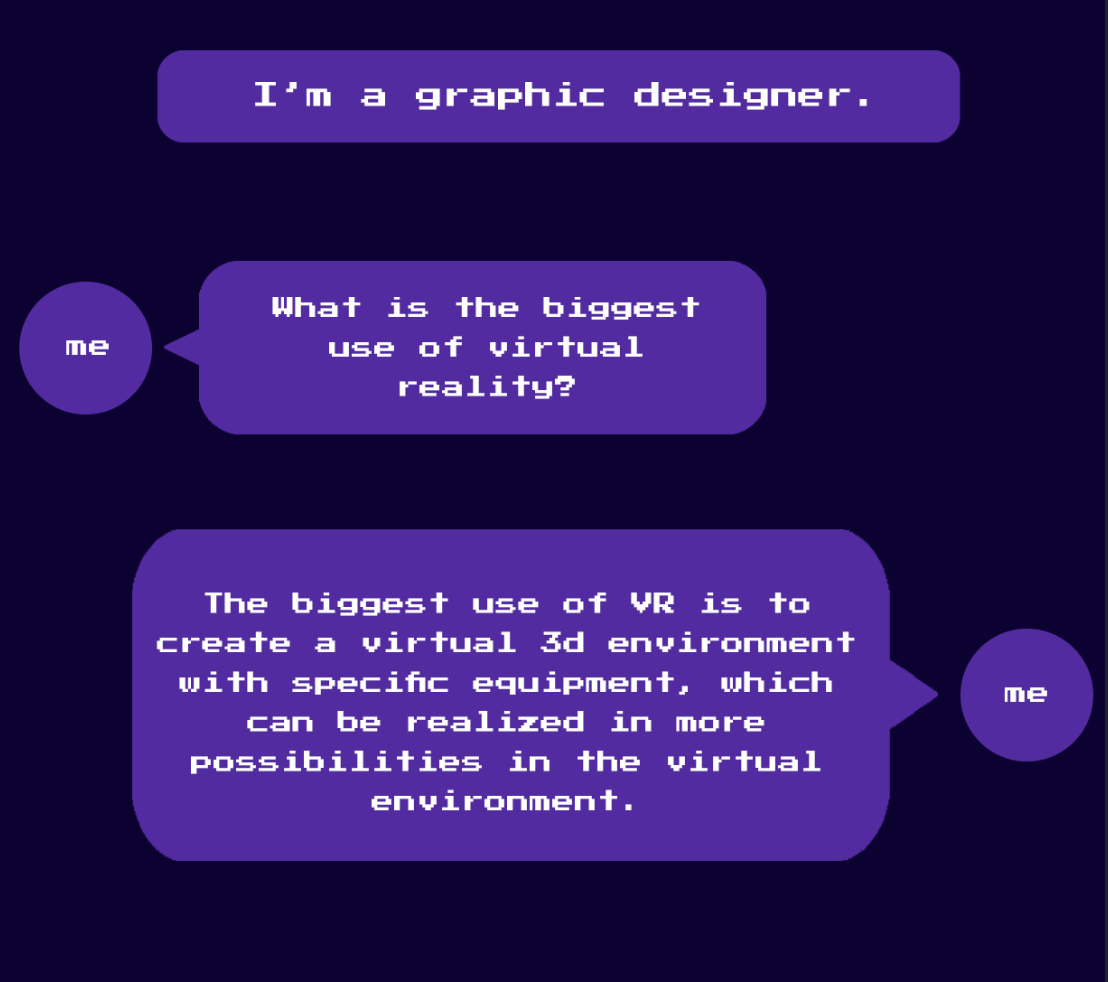 I'm a graphic designer.
me
What is the biggest
use of virtual
reality?
The biggest use of VR is to
create a virtual 3d environment
with specific equipment, which
can be realized in more
possibilities in the virtual
environment.
me